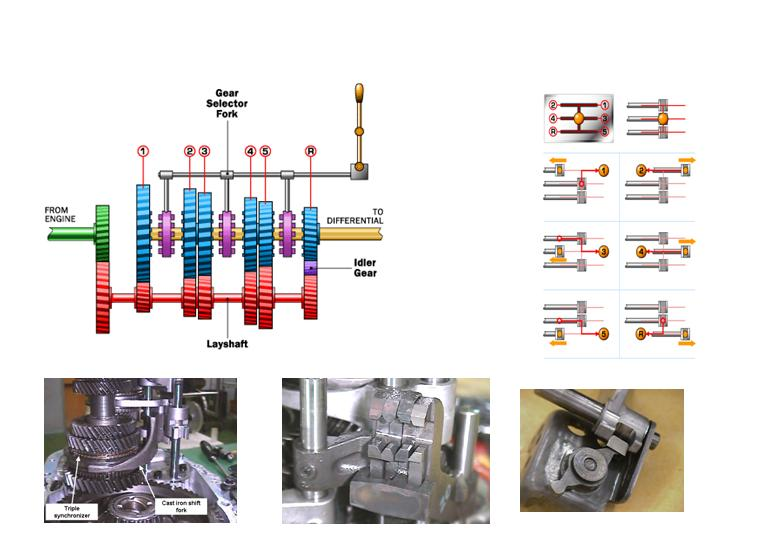 Gear
Selector
Fork
1
2
3
4
5
R
FROM
ENGINE
TO
DIFFERENTIAL
Idler
Gear
Layshaft
2
1
4
3
R
5
1
2
3
4
5
R
Triple
synchronizer
Cast iron shift
fork